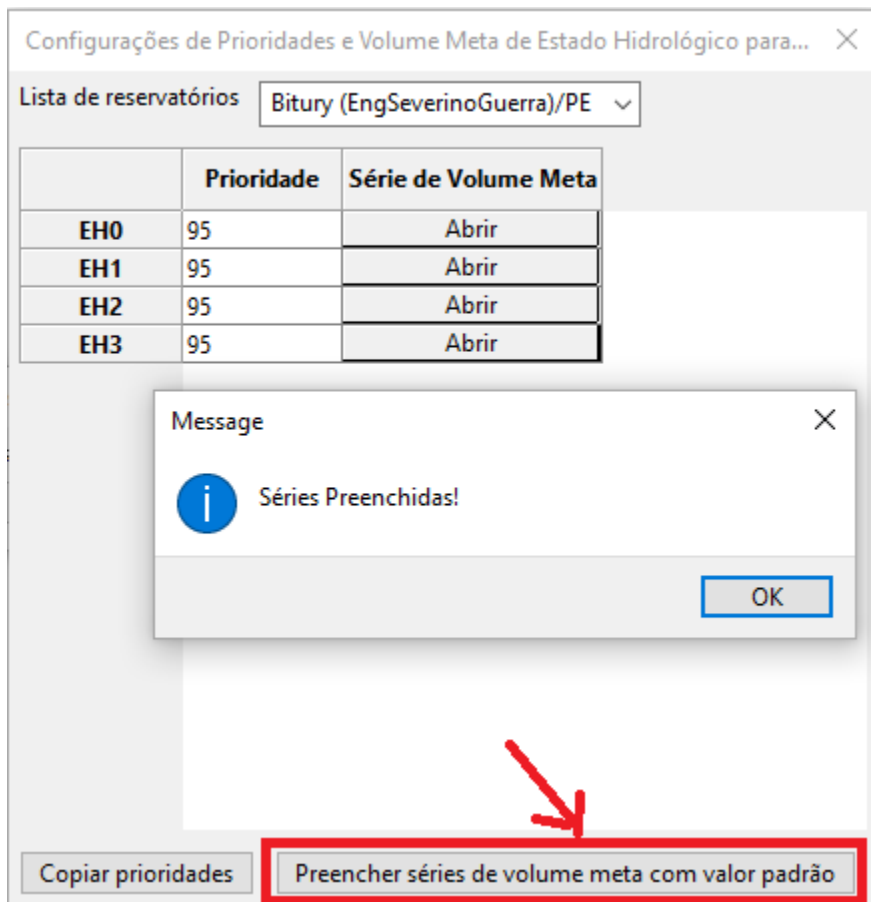 Configurações de Prioridades e Volume Meta de Estado Hidrológico para...
Lista de reservatórios Bitury (EngSeverinoGuerra)/PE
Prioridade Série de Volume Meta
EH0 95 Abrir
EH1 95 Abrir
EH2 95 Abrir
EH3 95 Abrir
Message
Séries Preenchidas!
OK
Copiar prioridades Preencher séries de volume meta com valor padrão